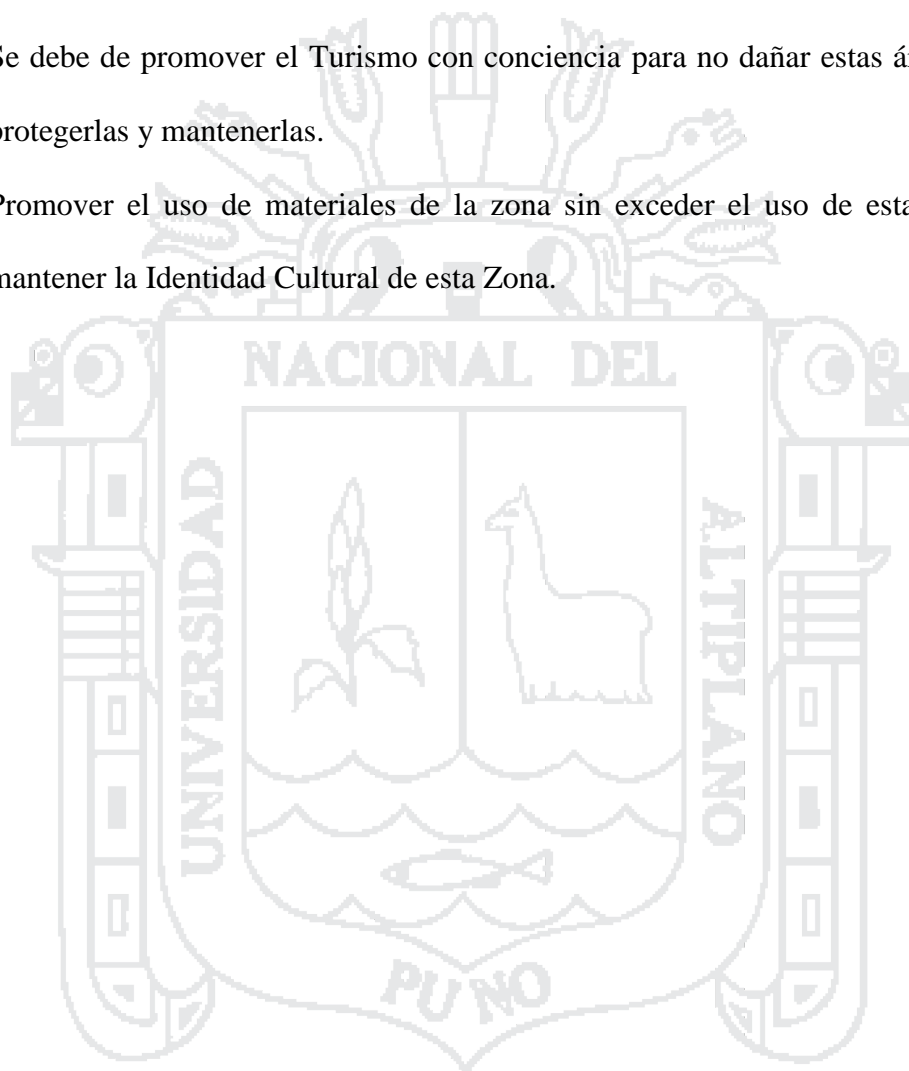 Se debe de promover el Turismo con conciencia para no dañar estas
protegerlas y mantenerlas.
Promover el uso de materiales de la zona sin exceder el uso de
mantener la Identidad Cultural de esta Zona.
NACIONAL DEL
UNIVERSIDAD
ALTIPLANO
PUNO